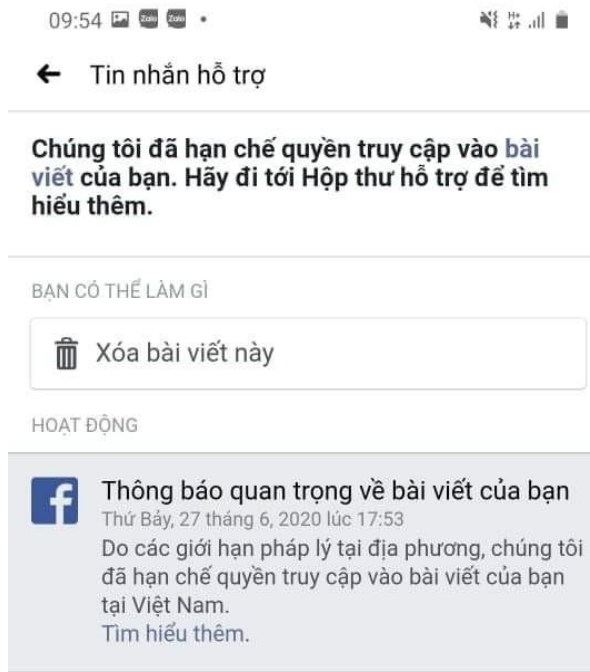 09:54 Zalo Zalo
Tin nhắn hỗ trợ
Chúng tôi đã hạn chế quyền truy cập vào bài
viết của bạn. Hãy đi tới Hộp thư hỗ trợ để tìm
hiểu thêm.
BẠN CÓ THỂ LÀM GÌ
Xóa bài viết này
HOẠT ĐỘNG
Thông báo quan trọng về bài viết của bạn
Thứ Bảy, 27 tháng 6, 2020 lúc 17:53
Do các giới hạn pháp lý tại địa phương, chúng tôi
đã hạn chế quyền truy cập vào bài viết của bạn
tại Việt Nam.
Tìm hiểu thêm.